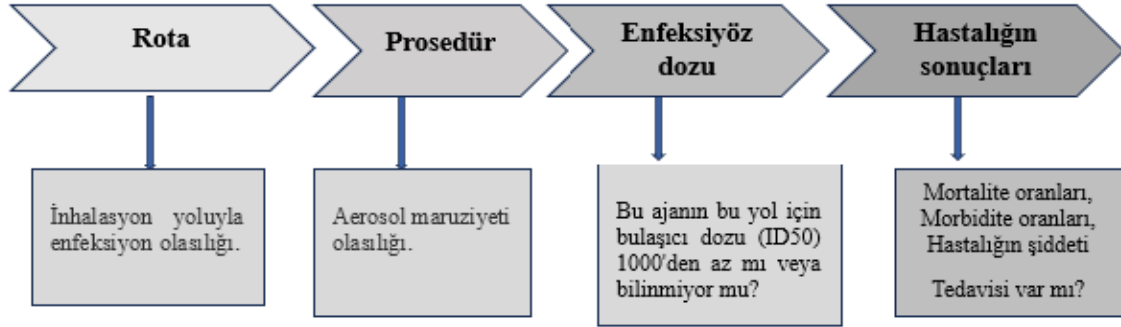 Rota
Prosedür
Enfeksiyöz
dozu
Hastalığın
sonuçları
İnhalasyon yoluyla
enfeksiyon olasılığı.
Aerosol maruziyeti
olasılığı.
Bu ajanın bu yol için
bulaşıcı dozu (ID50)
1000'den az mı veya
bilinmiyor mu?
Mortalite oranları,
Morbidite oranları,
Hastalığın şiddeti
Tedavisi var mı?